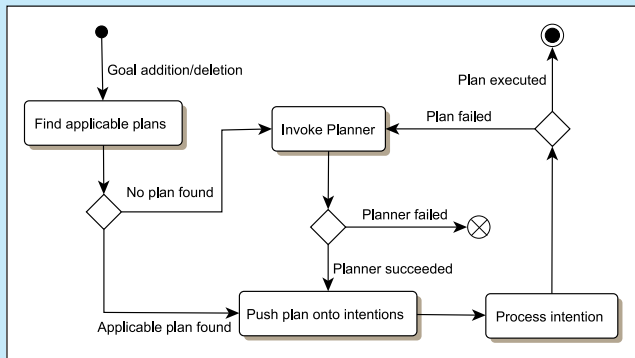 Goal addition/deletion
Plan executed
Find applicable plans
Invoke Planner
Plan failed
No plan found
Planner failed
Planner succeeded
Applicable plan found
Push plan onto intentions
Process intention